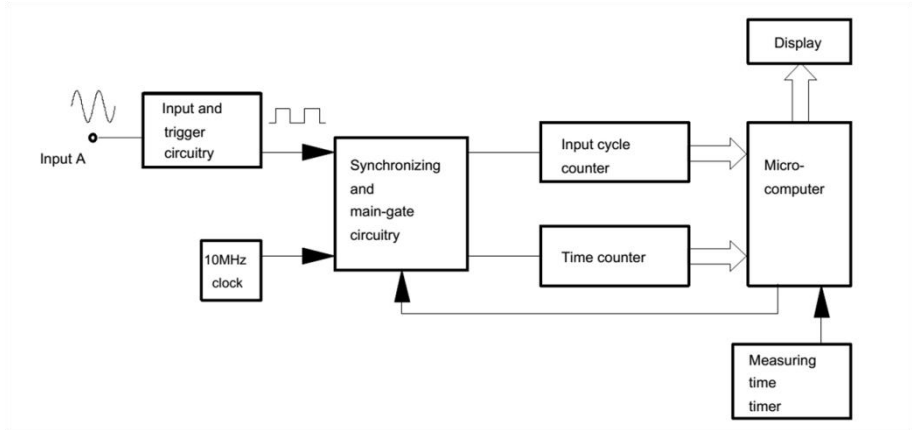 Display
Input and
trigger
circuitry
Input A
Synchronizing
and
main-gate
circuitry
Input cycle
counter
Micro-
computer
10MHz
clock
Time counter
Measuring
time
timer